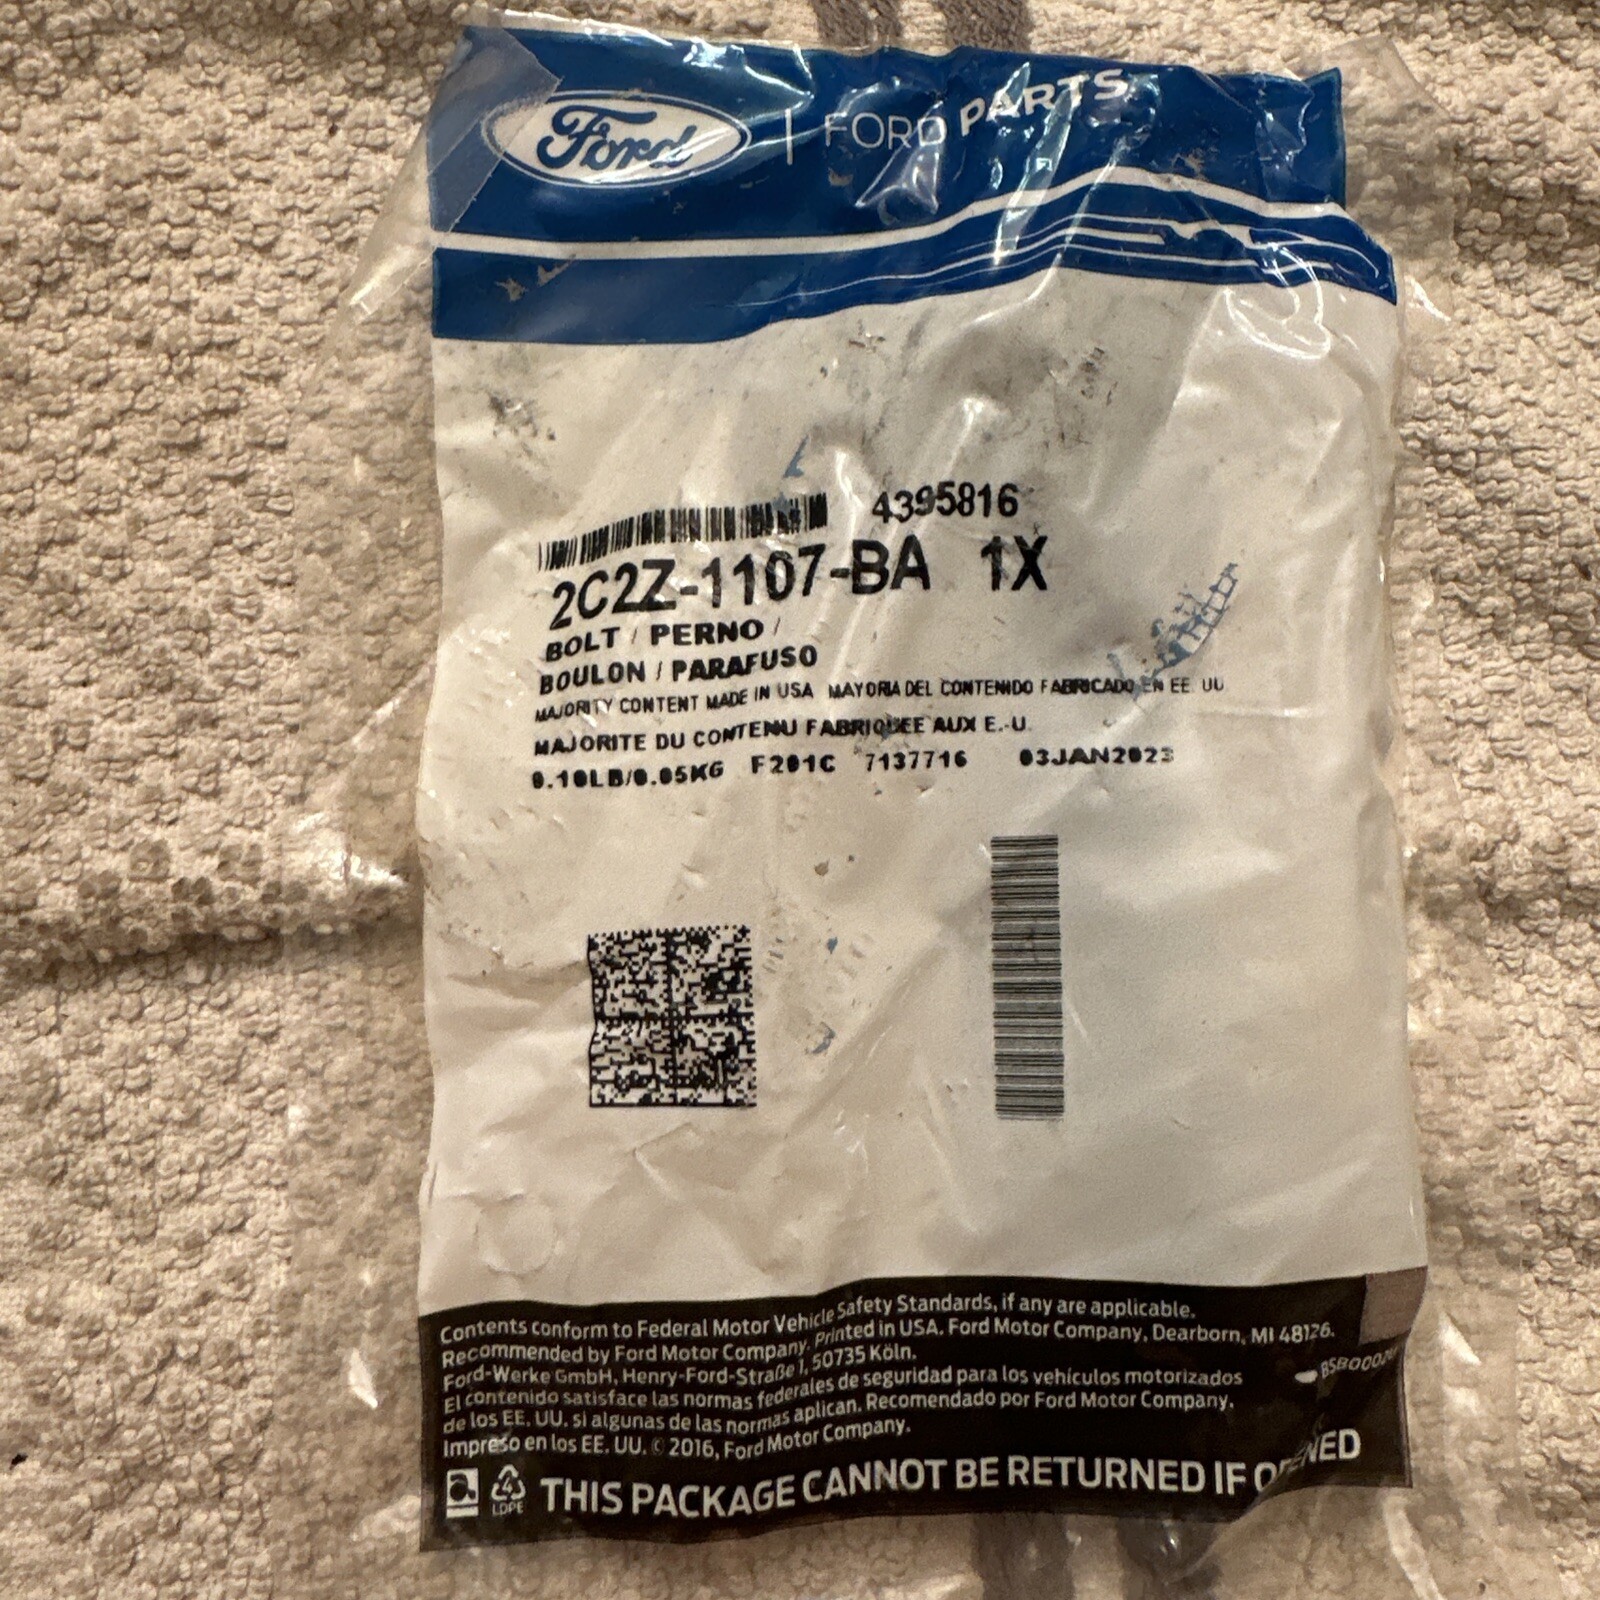 Ford | FORD PARTS
4395816
2C2Z-1107-BA 1X
BOLT / PERNO /
BOULON / PARAFUSO
MAJORITY CONTENT MADE IN USA MAYORIA DEL CONTENIDO FABRICADO EN EE. UU
MAJORITE DU CONTENU FABRIQUEE AUX E.-U.
0.10LB/0.05KG F201C 7137716 03JAN2023
Contents conform to Federal Motor Vehicle Safety Standards, if any are applicable.
Recommended by Ford Motor Company. Printed in USA. Ford Motor Company, Dearborn, MI 48126.
Ford-Werke GmbH, Henry-Ford-Straße 1, 50735 Köln.
El contenido satisface las normas federales de seguridad para los vehículos motorizados
de los EE. UU. si algunas de las normas aplican. Recomendado por Ford Motor Company.
Impreso en los EE. UU. © 2016, Ford Motor Company.
LDPE
THIS PACKAGE CANNOT BE RETURNED IF OPENED